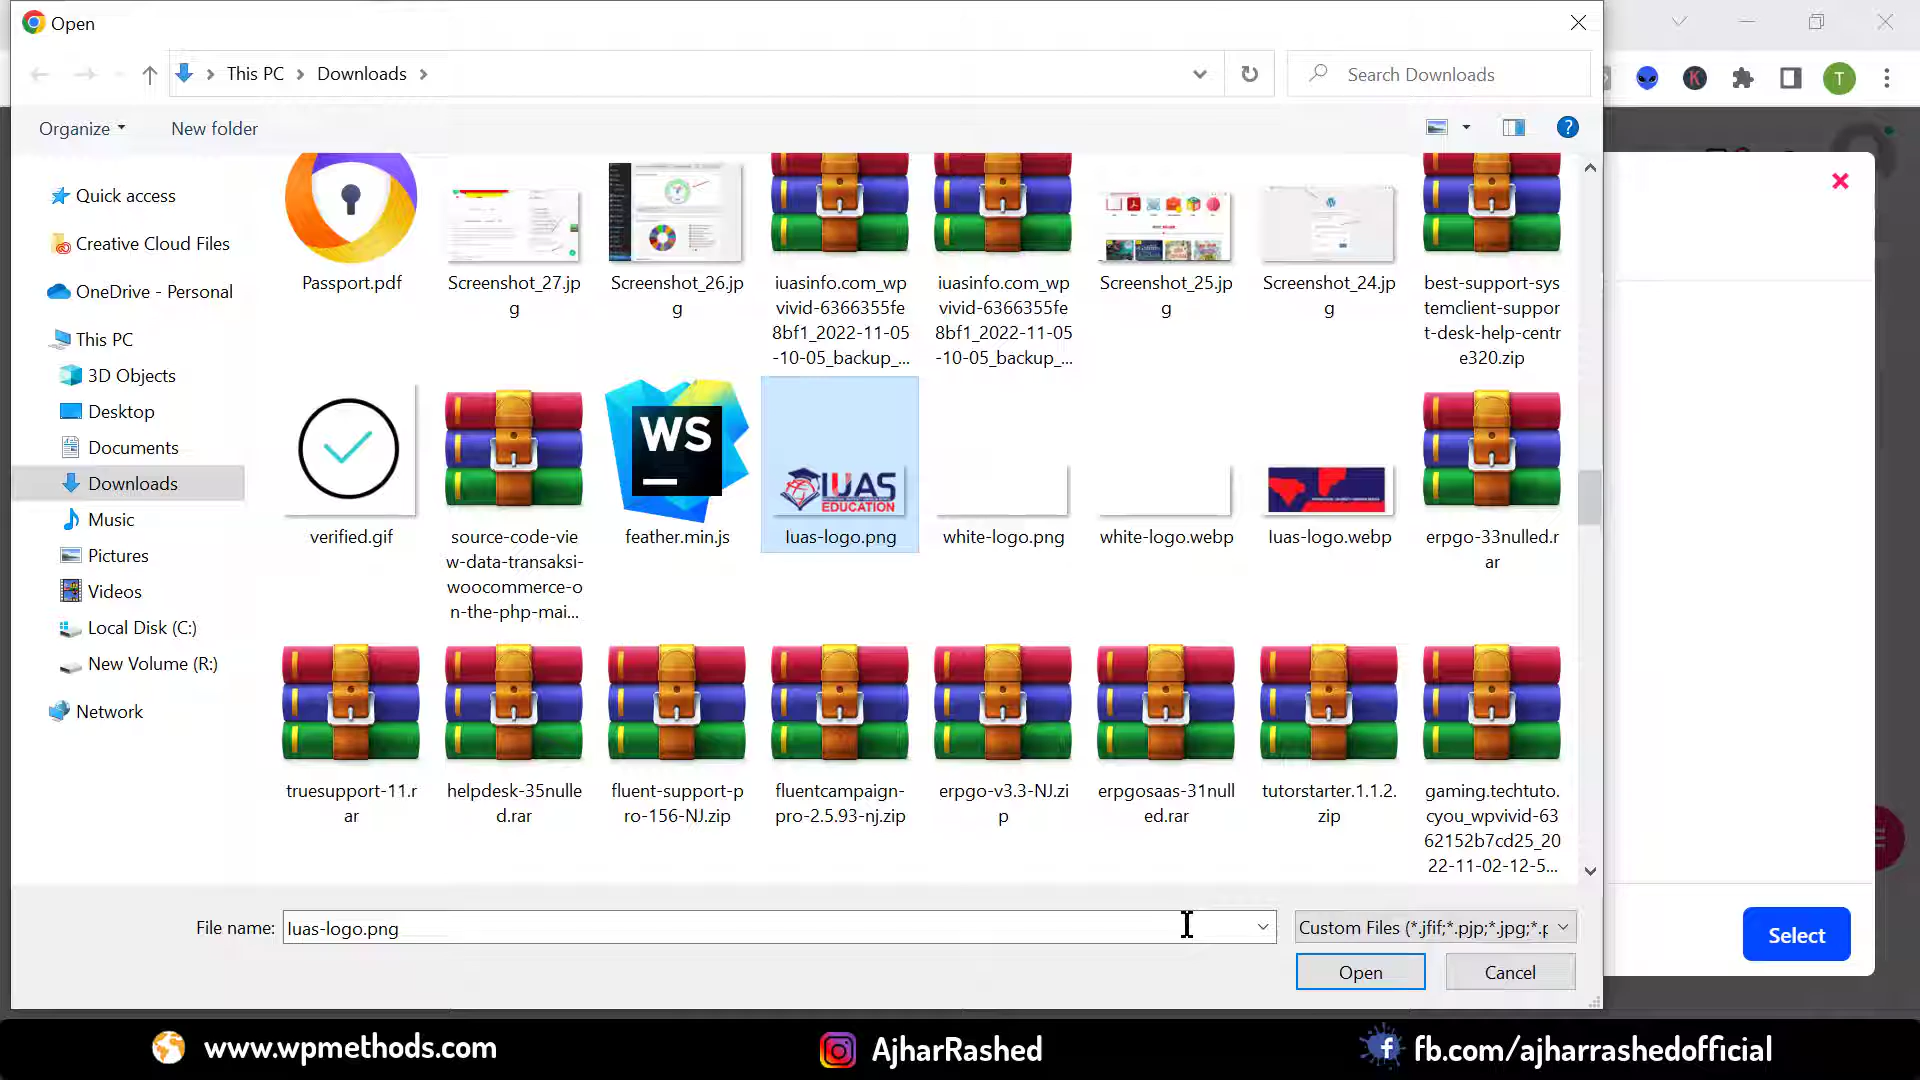 Open
This PC
Downloads
Search Downloads
T
Organize
New folder
?
Quick access
Creative Cloud Files
OneDrive - Personal
This PC
3D Objects
Desktop
Documents
Downloads
Music
Pictures
Videos
Local Disk (C:)
New Volume (R:)
Network
Passport.pdf
Screenshot_27.jp
g
Screenshot_26.jp
g
iuasinfo.com_wp
vivid-6366355fe
8bf1_2022-11-05
-10-05_backup_...
iuasinfo.com_wp
vivid-6366355fe
8bf1_2022-11-05
-10-05_backup_...
Screenshot_25.jp
g
Screenshot_24.jp
g
best-support-sys
temclient-suppor
t-desk-help-centr
e320.zip
verified.gif
source-code-vie
w-data-transaksi-
woocommerce-o
n-the-php-mai...
WS
feather.min.js
IUAS
EDUCATION
Iuas-logo.png
white-logo.png
white-logo.webp
Iuas-logo.webp
erpgo-33nulled.r
ar
truesupport-11.r
ar
helpdesk-35nulle
d.rar
fluent-support-p
ro-156-NJ.zip
fluentcampaign-
pro-2.5.93-nj.zip
erpgo-v3.3-NJ.zi
p
erpgosaas-31null
ed.rar
tutorstarter.1.1.2.
zip
gaming.techtuto.
cyou_wpvivid-63
62152b7cd25_20
22-11-02-12-5...
File name:
Iuas-logo.png
Custom Files (*.jfif;*.pjp;*.jpg;*.p
Open
Cancel
Select
www.wpmethods.com
AjharRashed
fb.com/ajharrashedofficial